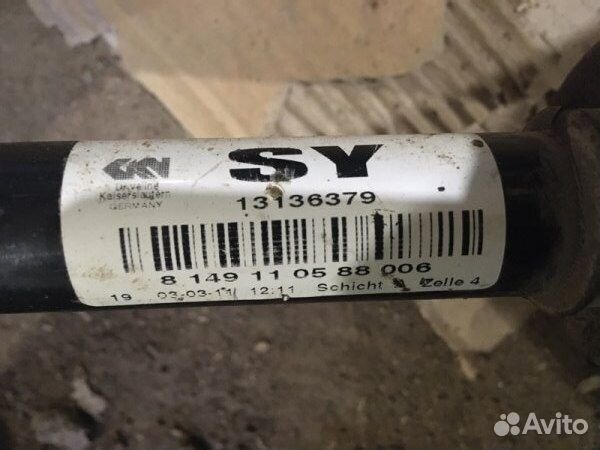 GKN SY
Driveline
Kaiserslautern
GERMANY
13136379
8 149 11 05 88 006
19 03-03-11 12:11 Schicht Zelle 4
Avito